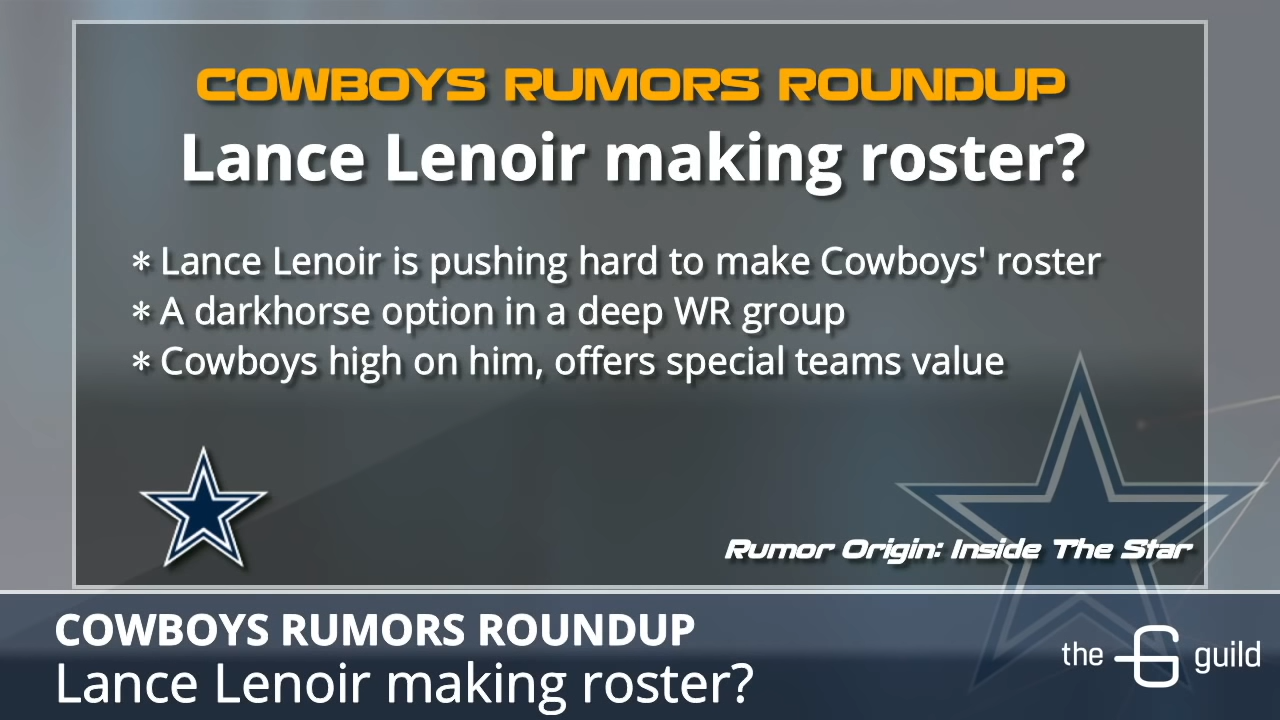 COWBOYS RUMORS ROUNDUP
Lance Lenoir making roster?
* Lance Lenoir is pushing hard to make Cowboys' roster
* A darkhorse option in a deep WR group
* Cowboys high on him, offers special teams value
Rumor Origin: Inside The Star
COWBOYS RUMORS ROUNDUP
Lance Lenoir making roster?
the G guild